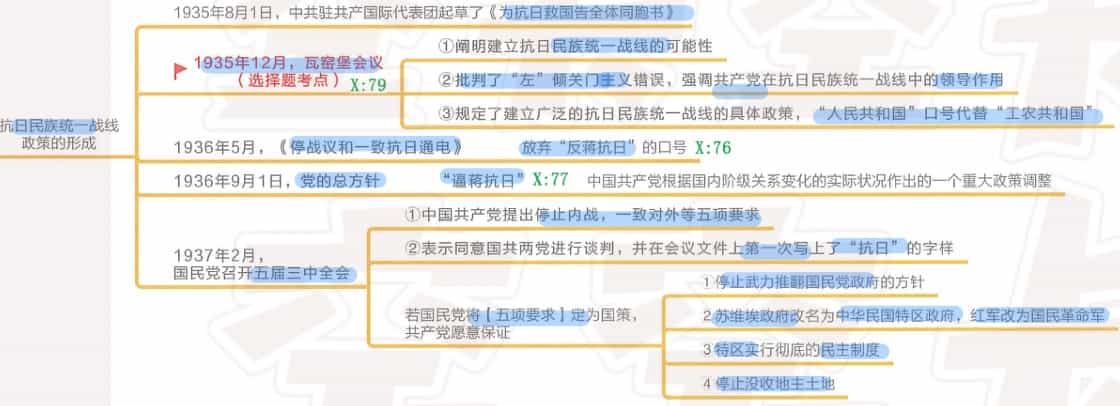 1935年8月1日，中共驻共产国际代表团起草了《为抗日救国告全体同胞书》
1935年12月，瓦窑堡会议
（选择题考点） X:79
①阐明建立抗日民族统一战线的可能性
②批判了“左”倾关门主义错误，强调共产党在抗日民族统一战线中的领导作用
③规定了建立广泛的抗日民族统一战线的具体政策，“人民共和国”口号代替“工农共和国”
抗日民族统一战线
政策的形成
1936年5月，《停战议和一致抗日通电》 放弃“反蒋抗日”的口号 X:76
1936年9月1日，党的总方针 “逼蒋抗日” X:77 中国共产党根据国内阶级关系变化的实际状况作出的一个重大政策调整
1937年2月，
国民党召开五届三中全会
①中国共产党提出停止内战，一致对外等五项要求
②表示同意国共两党进行谈判，并在会议文件上第一次写上了“抗日”的字样
若国民党将【五项要求】定为国策，
共产党愿意保证
1 停止武力推翻国民党政府的方针
2 苏维埃政府改名为中华民国特区政府，红军改为国民革命军
3 特区实行彻底的民主制度
4 停止没收地主土地